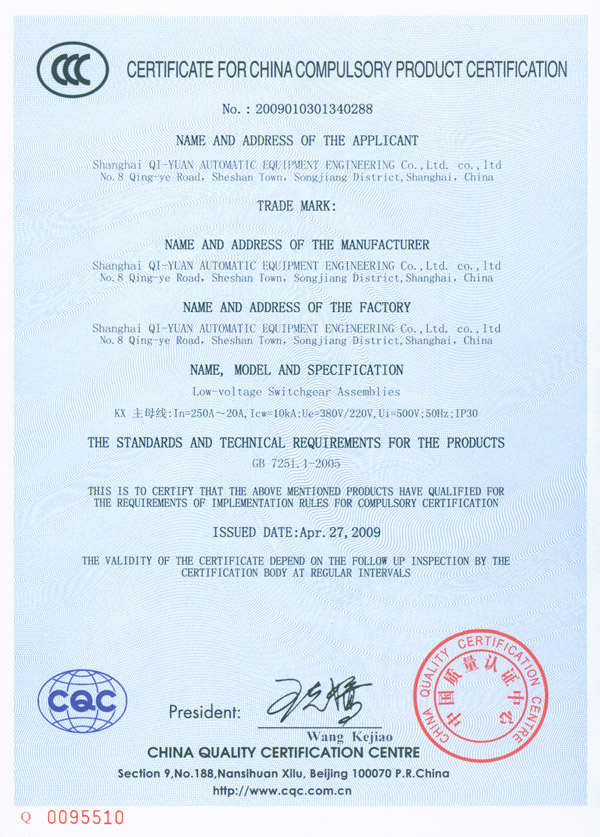 CCC
CERTIFICATE FOR CHINA COMPULSORY PRODUCT CERTIFICATION
No.: 2009010301340288
NAME AND ADDRESS OF THE APPLICANT
Shanghai QI-YUAN AUTOMATIC EQUIPMENT ENGINEERING Co.,Ltd. co.,ltd
No.8 Qing-ye Road, Sheshan Town, Songjiang District,Shanghai, China
TRADE MARK:
NAME AND ADDRESS OF THE MANUFACTURER
Shanghai QI-YUAN AUTOMATIC EQUIPMENT ENGINEERING Co.,Ltd. co.,ltd
No.8 Qing-ye Road, Sheshan Town, Songjiang District,Shanghai, China
NAME AND ADDRESS OF THE FACTORY
Shanghai QI-YUAN AUTOMATIC EQUIPMENT ENGINEERING Co.,Ltd. co.,ltd
No.8 Qing-ye Road, Sheshan Town, Songjiang District,Shanghai, China
NAME, MODEL AND SPECIFICATION
Low-voltage Switchgear Assemblies
KX 主母线:In=250A～20A,Icw=10kA;Ue=380V/220V,Ui=500V;50Hz;IP30
THE STANDARDS AND TECHNICAL REQUIREMENTS FOR THE PRODUCTS
GB 7251.1-2005
THIS IS TO CERTIFY THAT THE ABOVE MENTIONED PRODUCTS HAVE QUALIFIED FOR
THE REQUIREMENTS OF IMPLEMENTATION RULES FOR COMPULSORY CERTIFICATION
ISSUED DATE:Apr.27,2009
THE VALIDITY OF THE CERTIFICATE DEPEND ON THE FOLLOW UP INSPECTION BY THE
CERTIFICATION BODY AT REGULAR INTERVALS
CHINA QUALITY CERTIFICATION CENTRE
中国质量认证中心
CQC
President:
Wang Kejiao
CHINA QUALITY CERTIFICATION CENTRE
Section 9,No.188,Nansihuan Xilu, Beijing 100070 P.R.China
http://www.cqc.com.cn
Q 0095510